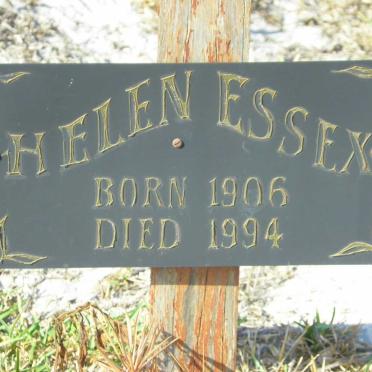 HELEN ESSEX
BORN 1906
DIED 1994